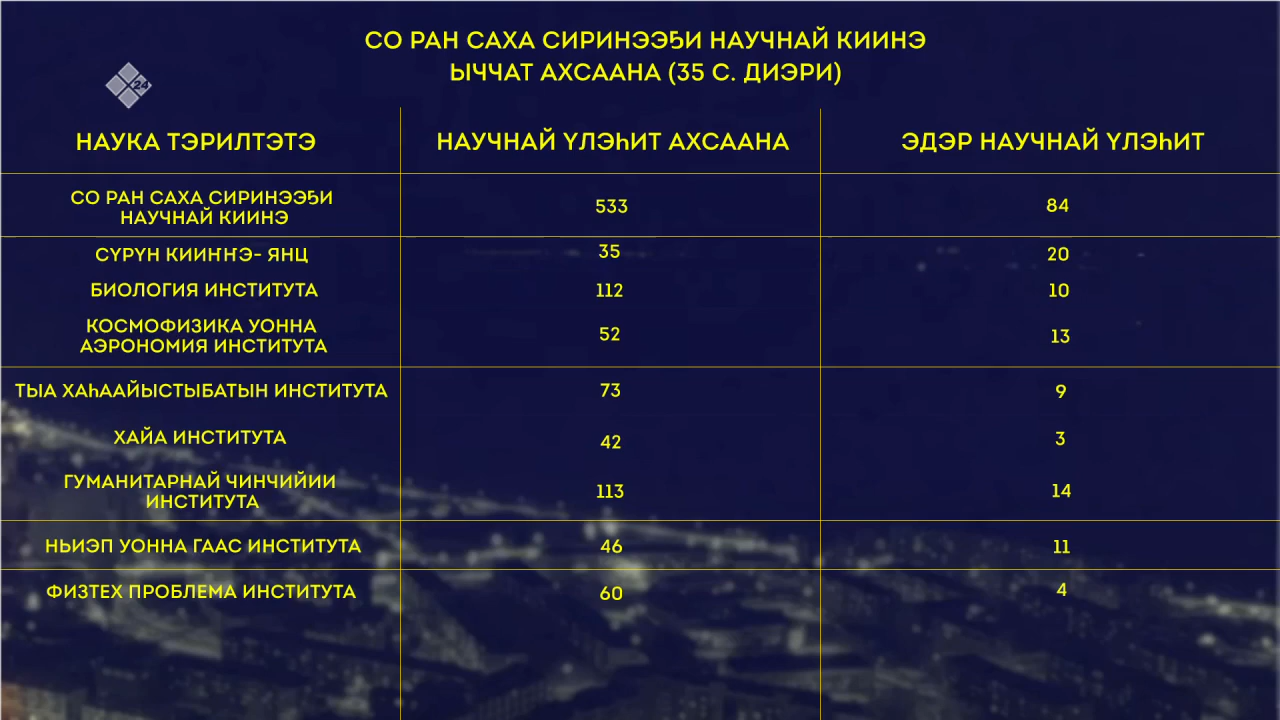 СО РАН САХА СИРИНЭЭҔИ НАУЧНАЙ КИИНЭ
ЫЧЧАТ АХСААНА (35 С. ДИЭРИ)
X24
НАУКА ТЭРИЛТЭТЭ
НАУЧНАЙ ҮЛЭһИТ АХСААНА
ЭДЭР НАУЧНАЙ ҮЛЭһИТ
СО РАН САХА СИРИНЭЭҔИ
НАУЧНАЙ КИИНЭ
533
84
СҮРҮН КИИҤҤЭ- ЯНЦ
35
20
БИОЛОГИЯ ИНСТИТУТА
112
10
КОСМОФИЗИКА УОННА
АЭРОНОМИЯ ИНСТИТУТА
52
13
ТЫА ХАһААЙЫСТЫБАТЫН ИНСТИТУТА
73
9
ХАЙА ИНСТИТУТА
42
3
ГУМАНИТАРНАЙ ЧИНЧИЙИИ
ИНСТИТУТА
113
14
НЬИЭП УОННА ГААС ИНСТИТУТА
46
11
ФИЗТЕХ ПРОБЛЕМА ИНСТИТУТА
60
4